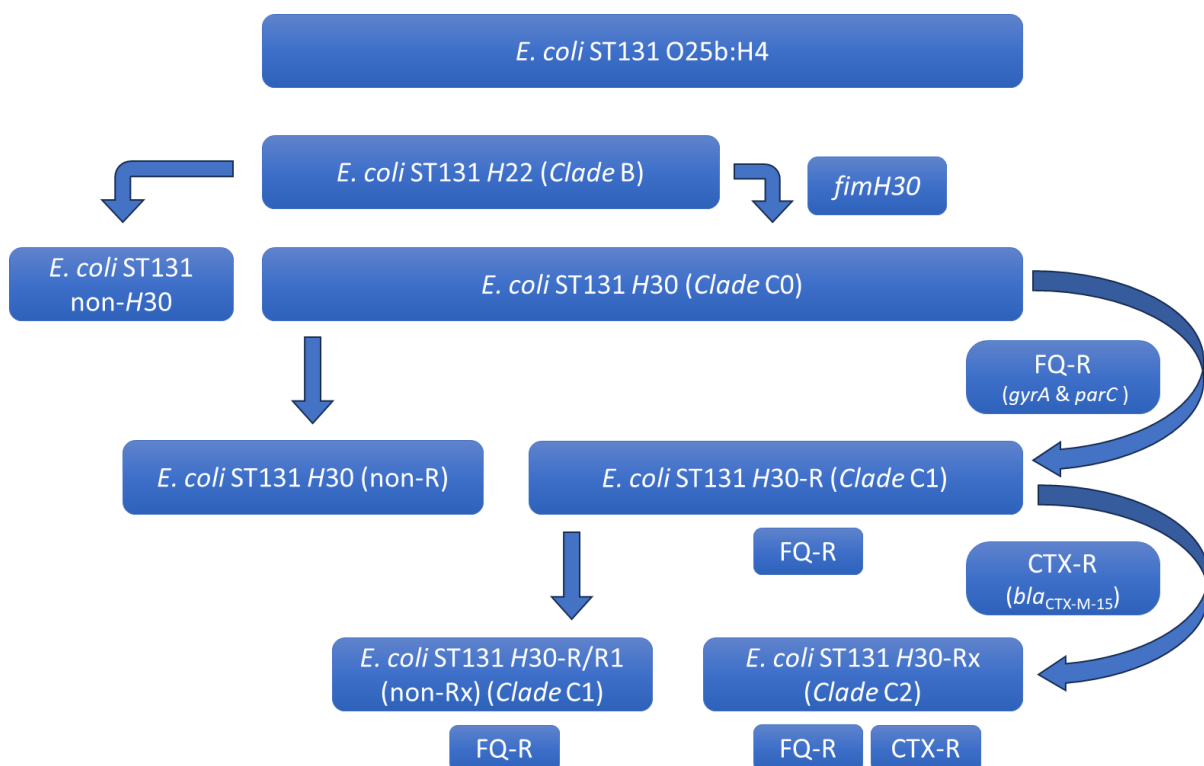 E. coli ST131 O25b:H4
E. coli ST131 H22 (Clade B)
fimH30
E. coli ST131
non-H30
E. coli ST131 H30 (Clade C0)
FQ-R
(gyrA & parC )
E. coli ST131 H30 (non-R)
E. coli ST131 H30-R (Clade C1)
FQ-R
CTX-R
(blaCTX-M-15)
E. coli ST131 H30-R/R1
(non-Rx) (Clade C1)
E. coli ST131 H30-Rx
(Clade C2)
FQ-R
FQ-R
CTX-R